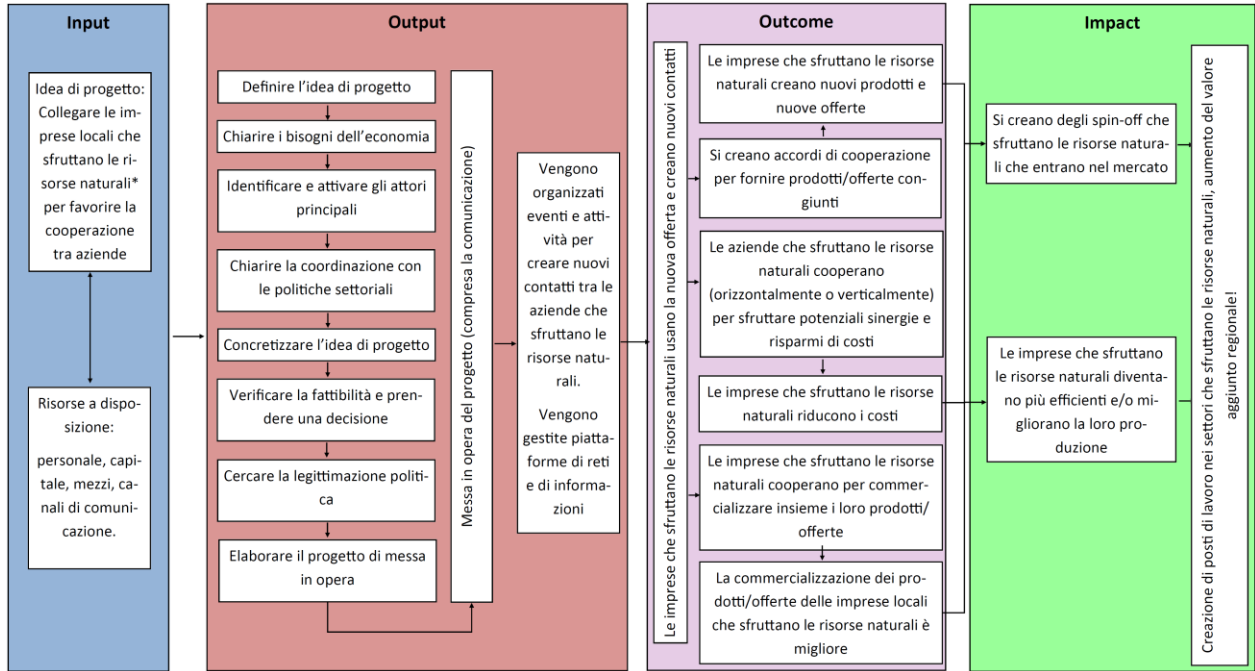 Input
Idea di progetto:
Collegare le im-
prese locali che
sfruttano le ri-
sorse naturali*
per favorire la
cooperazione
tra aziende
Risorse a dispo-
sizione:
personale, capi-
tale, mezzi, ca-
nali di comunica-
zione.
Output
Definire l’idea di progetto
Chiarire i bisogni dell’economia
Identificare e attivare gli attori
principali
Chiarire la coordinazione con
le politiche settoriali
Concretizzare l’idea di progetto
Verificare la fattibilità e pren-
dere una decisione
Cercare la legittimazione politi-
ca
Elaborare il progetto di messa
in opera
Messa in opera del progetto (compresa la comunicazione)
Vengono
organizzati
eventi e atti-
vità per
creare nuovi
contatti tra le
aziende che
sfruttano le
risorse natu-
rali.
Vengono
gestite piatta-
forme di reti
e di informa-
zioni
Outcome
Le imprese che sfruttano le risorse naturali usano la nuova offerta e creano nuovi contatti
Le imprese che sfruttano le risorse
naturali creano nuovi prodotti e
nuove offerte
Si creano accordi di cooperazione
per fornire prodotti/offerte con-
giunti
Le aziende che sfruttano le risorse
naturali cooperano
(orizzontalmente o verticalmente)
per sfruttare potenziali sinergie e
risparmi di costi
Le imprese che sfruttano le risorse
naturali riducono i costi
Le imprese che sfruttano le risorse
naturali cooperano per commer-
cializzare insieme i loro prodotti/
offerte
La commercializzazione dei pro-
dotti/offerte delle imprese locali
che sfruttano le risorse naturali è
migliore
Impact
Si creano degli spin-off che
sfruttano le risorse natura-
li che entrano nel mercato
Le imprese che sfruttano
le risorse naturali diventa-
no più efficienti e/o mi-
gliorano la loro pro-
duzione
Creazione di posti di lavoro nei settori che sfruttano le risorse naturali, aumento del valore
aggiunto regionale!